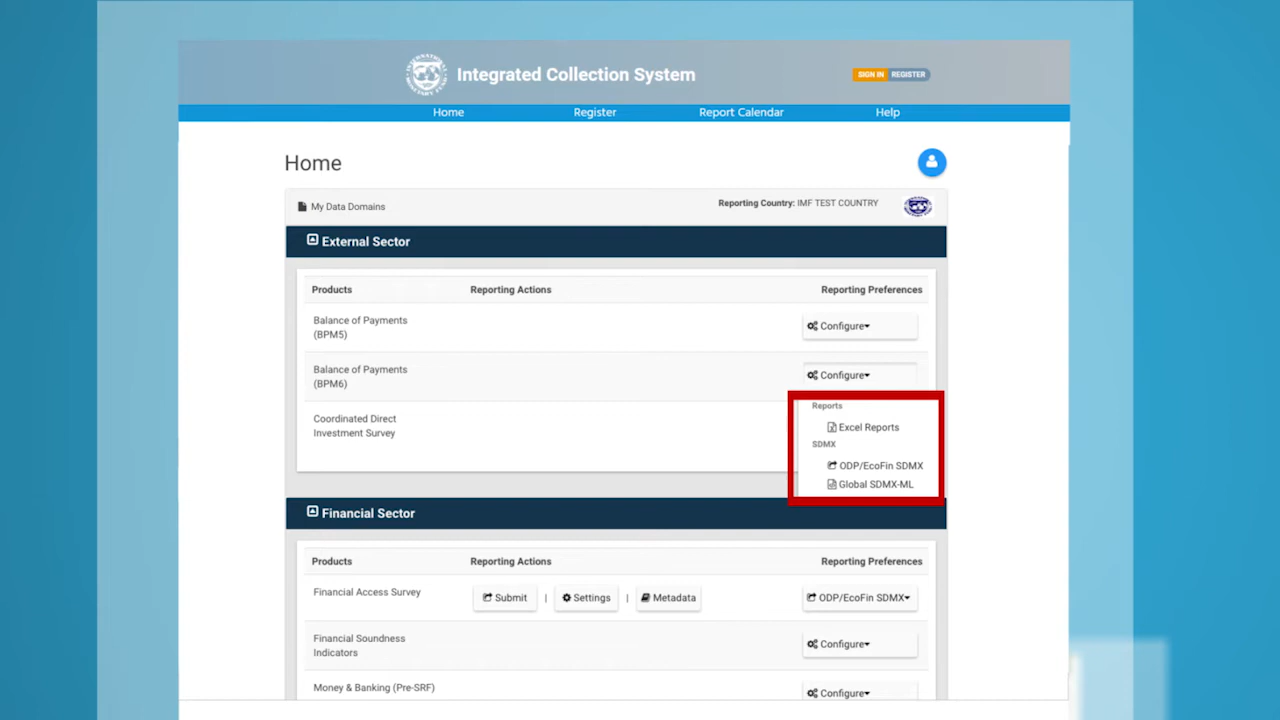 Integrated Collection System
SIGN IN REGISTER
Home Register Report Calendar Help
Home
My Data Domains Reporting Country: IMF TEST COUNTRY
External Sector
Products Reporting Actions Reporting Preferences
Balance of Payments
(BPM5)
Configure
Balance of Payments
(BPM6)
Configure
Reports
Excel Reports
SDMX
ODP/EcoFin SDMX
Global SDMX-ML
Coordinated Direct
Investment Survey
Financial Sector
Products Reporting Actions Reporting Preferences
Financial Access Survey Submit | Settings | Metadata ODP/EcoFin SDMX
Financial Soundness
Indicators
Configure
Money & Banking (Pre-SRF) Configure